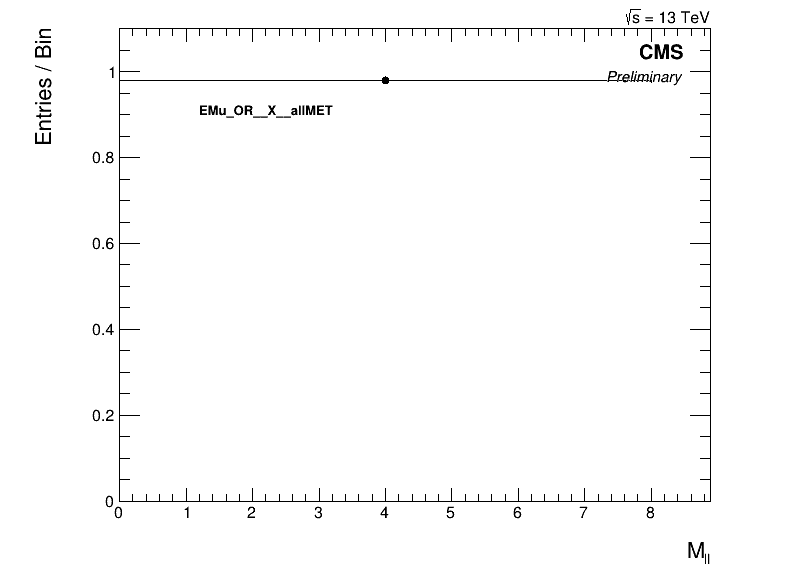 √s = 13 TeV
CMS
Preliminary
Entries / Bin
EMu_OR__X__allMET
1
0.8
0.6
0.4
0.2
0
0 1 2 3 4 5 6 7 8
M_ll